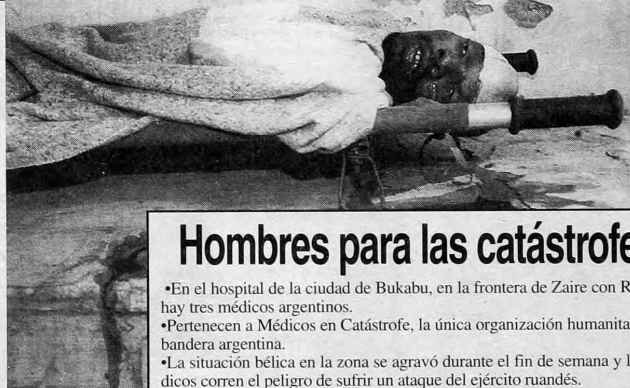 Hombres para las catástrofe
•En el hospital de la ciudad de Bukabu, en la frontera de Zaire con R
hay tres médicos argentinos.
•Pertenecen a Médicos en Catástrofe, la única organización humanita
bandera argentina.
•La situación bélica en la zona se agravó durante el fin de semana y l
dicos corren el peligro de sufrir un ataque del ejército ruandés.